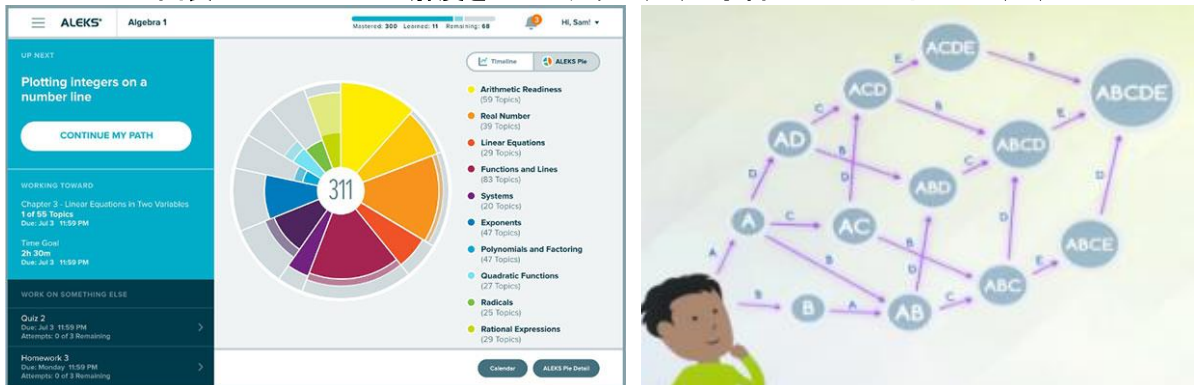 ALEKS®
Algebra 1
Mastered: 300 Learned: 11 Remaining: 68
3
Hi, Sam!
UP NEXT
Plotting integers on a
number line
CONTINUE MY PATH
WORKING TOWARD
Chapter 3 - Linear Equations in Two Variables
1 of 55 Topics
Due: Jul 3 11:59 PM
Time Goal
2h 30m
Due: Jul 3 11:59 PM
WORK ON SOMETHING ELSE
Quiz 2
Due: Jul 3 11:59 PM
Attempts: 0 of 3 Remaining
Homework 3
Due: Monday 11:59 PM
Attempts: 0 of 3 Remaining
311
Timeline
ALEKS Pie
Arithmetic Readiness
(59 Topics)
Real Number
(39 Topics)
Linear Equations
(29 Topics)
Functions and Lines
(83 Topics)
Systems
(20 Topics)
Exponents
(47 Topics)
Polynomials and Factoring
(47 Topics)
Quadratic Functions
(27 Topics)
Radicals
(25 Topics)
Rational Expressions
(29 Topics)
Calendar
ALEKS Pie Detail
ACDE
E
B
ACD
ABCDE
C
B
E
AD
ABCD
B
D
C
D
ABD
D
A
C
AC
D
ABCE
A
B
B
D
E
ABC
B
B
A
AB
C